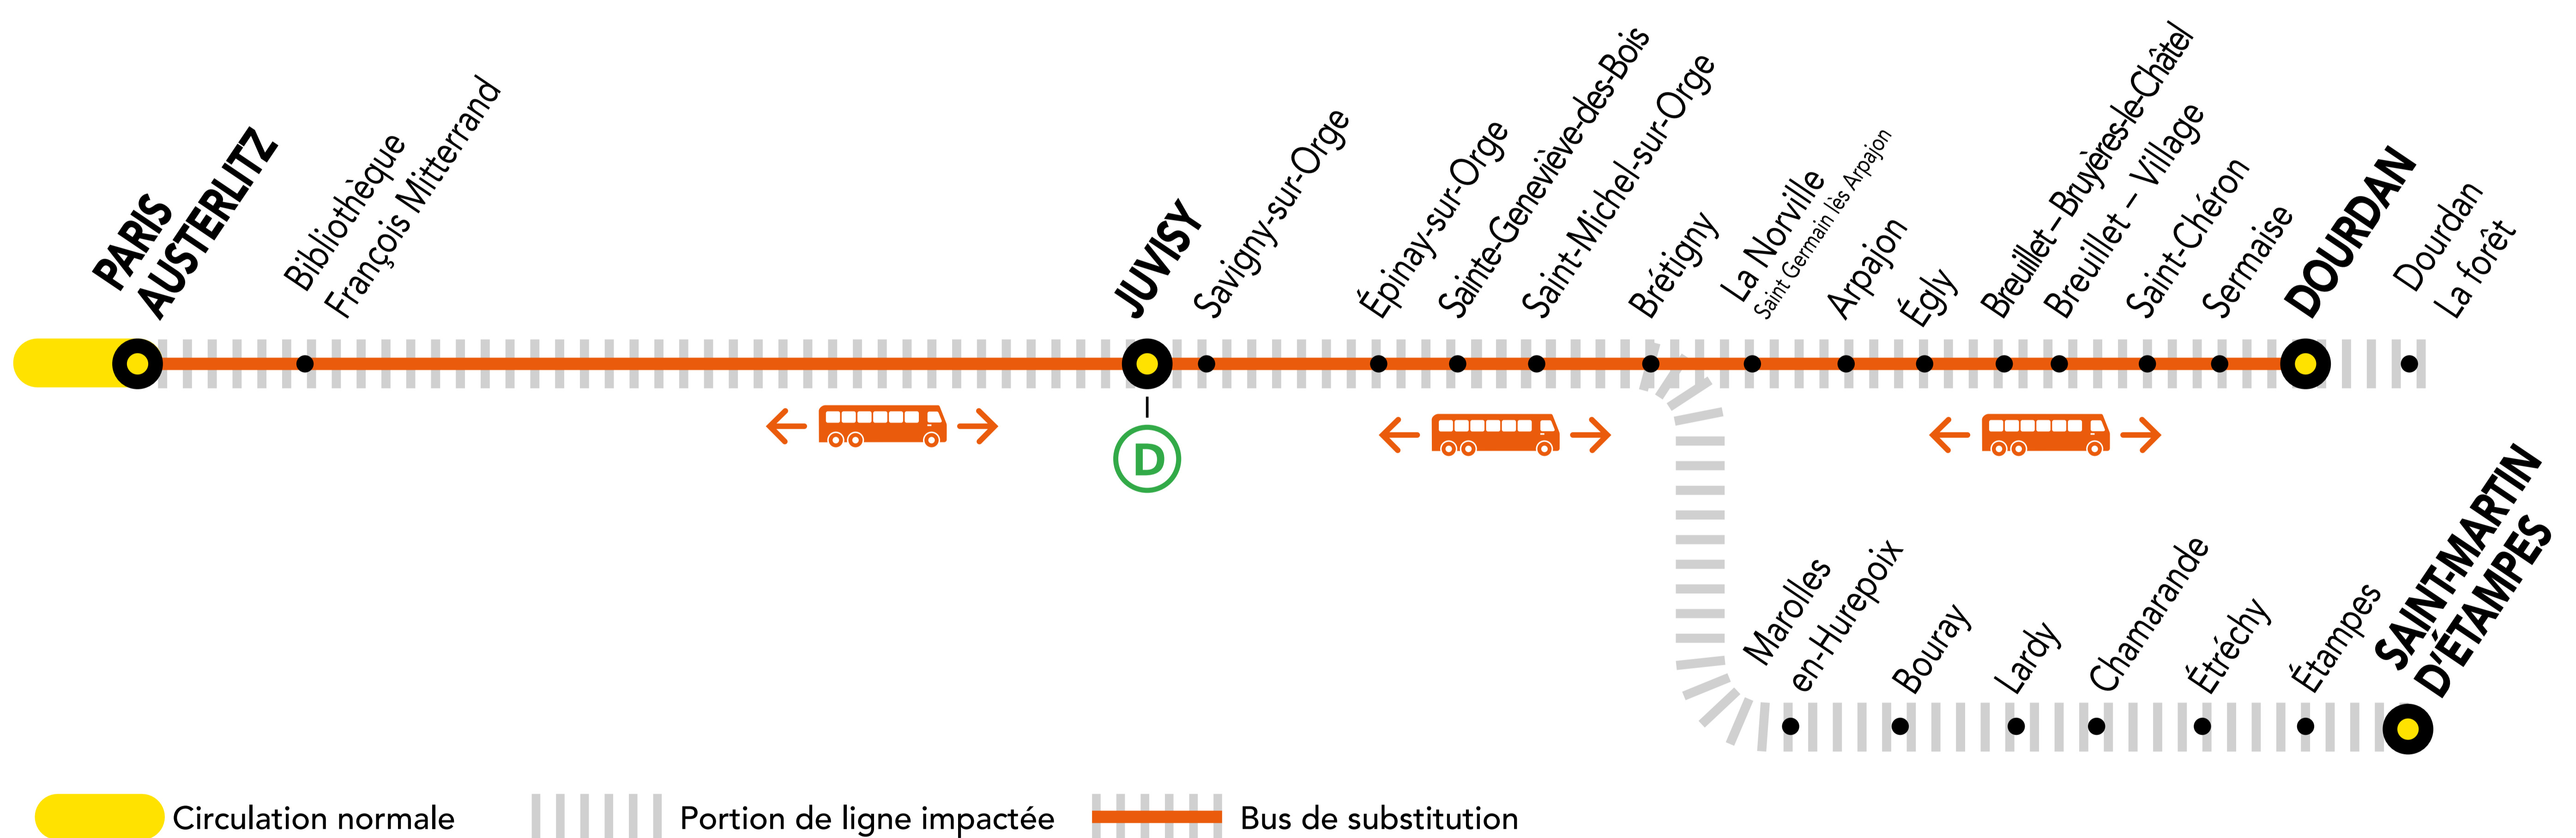 PARIS
AUSTERLITZ
Bibliothèque
François Mitterrand
JUVISY
Savigny-sur-Orge
Épinay-sur-Orge
Sainte-Geneviève-des-Bois
Saint-Michel-sur-Orge
Brétigny
La Norville
Saint Germain lès Arpajon
Arpajon
Égly
Breuillet – Bruyères-le-Châtel
Breuillet – Village
Saint-Chéron
Sermaise
DOURDAN
Dourdan
La forêt
D
Marolles
en-Hurepoix
Bouray
Lardy
Chamarande
Étréchy
Étampes
SAINT-MARTIN
D'ÉTAMPES
Circulation normale
Portion de ligne impactée
Bus de substitution